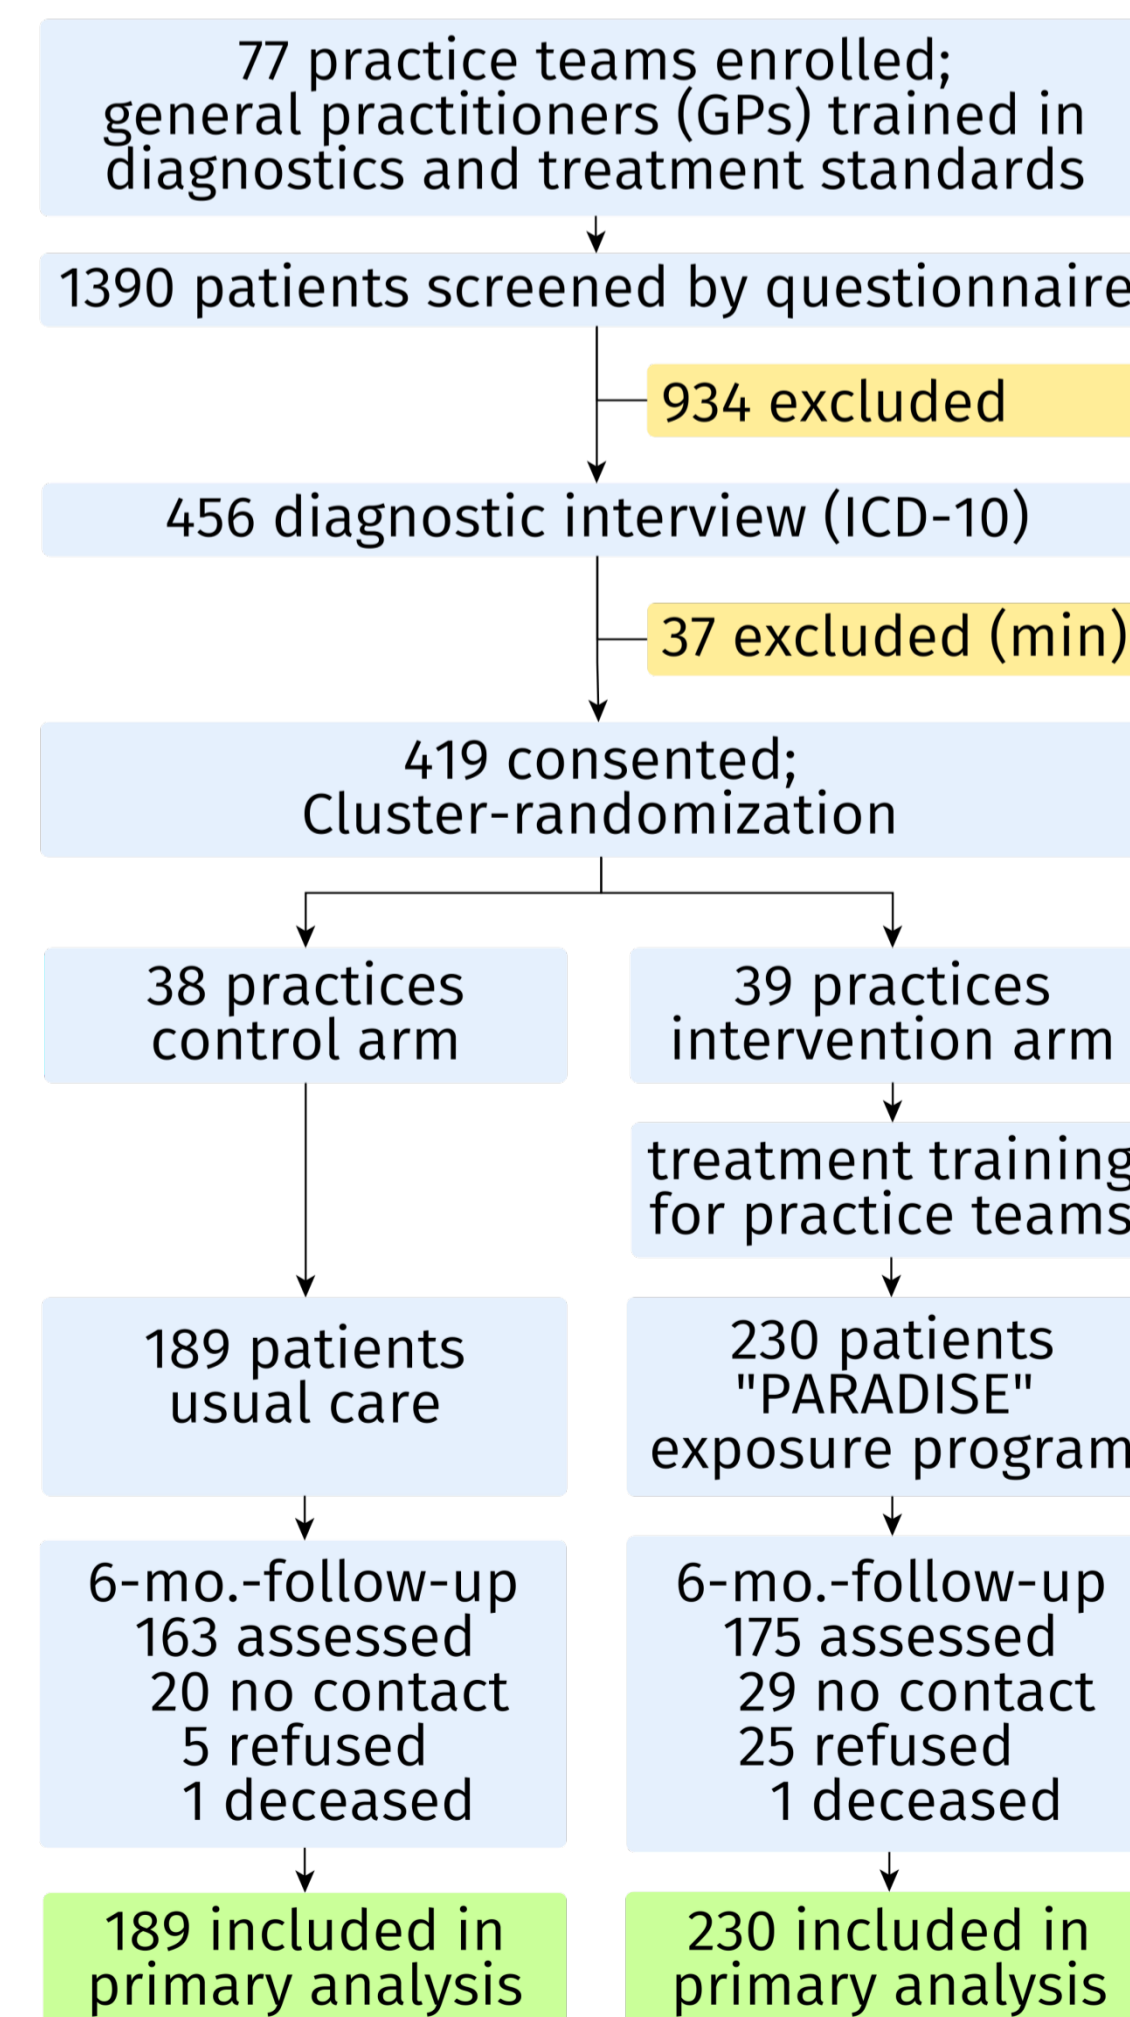 77 practice teams enrolled;
general practitioners (GPs) trained in
diagnostics and treatment standards
1390 patients screened by questionnaire
934 excluded
456 diagnostic interview (ICD-10)
37 excluded (min)
419 consented;
Cluster-randomization
38 practices
control arm
39 practices
intervention arm
treatment training
for practice teams
189 patients
usual care
230 patients
"PARADISE"
exposure program
6-mo.-follow-up
163 assessed
20 no contact
5 refused
1 deceased
6-mo.-follow-up
175 assessed
29 no contact
25 refused
1 deceased
189 included in
primary analysis
230 included in
primary analysis